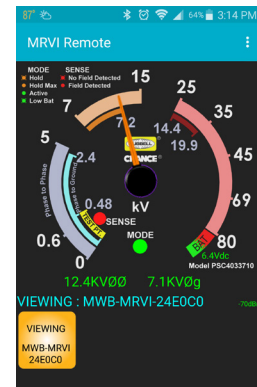 87° 64% 3:14 PM
MRVI Remote
MODE SENSE
Hold No Field Detected
Hold Max Field Detected
Active
Low Bat
15
25
7
35
7.2
14.4
5
19.9
HUBBELL
CHANCE
45
2.4
Phase to Phase
Phase to Ground
69
0.48
TEST PT.
SENSE
kV
0.6
MODE
BAT
80
0
6.4Vdc
Model PSC4033710
12.4KVØØ 7.1KVØg
VIEWING : MWB-MRVI-24E0C0 -70dB
VIEWING
MWB-MRVI
24E0C0